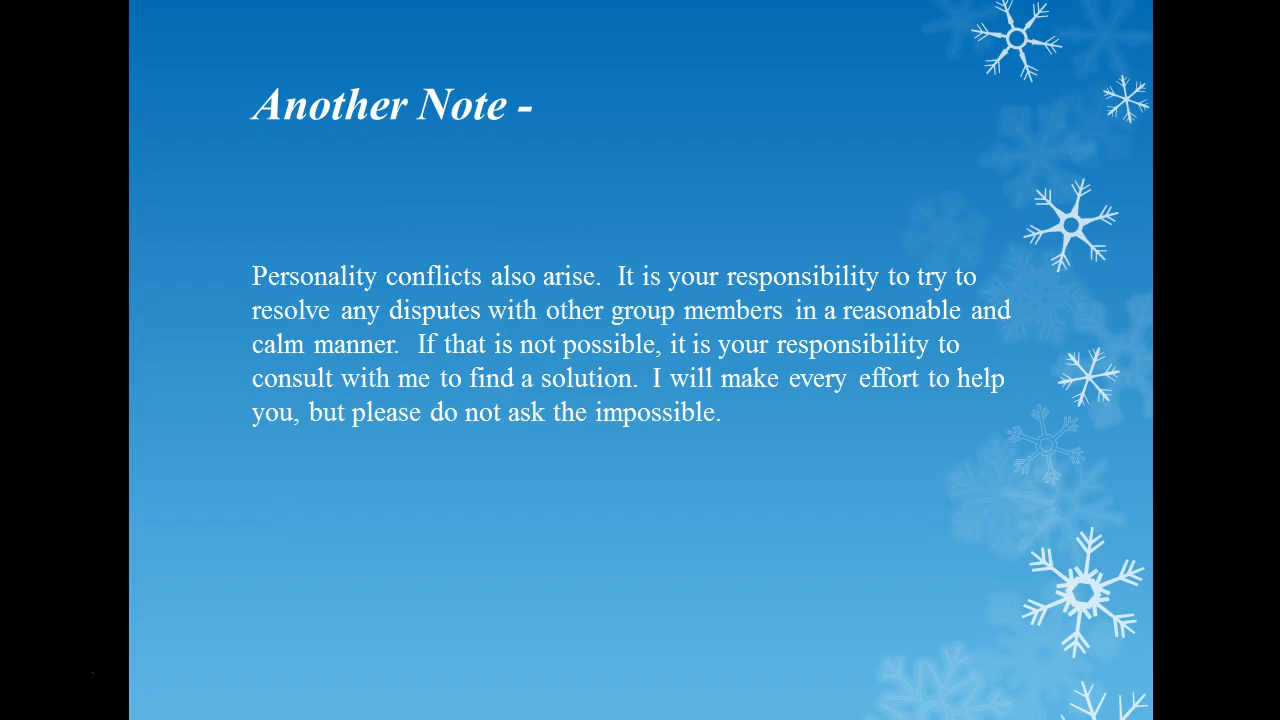 Another Note -
Personality conflicts also arise.  It is your responsibility to try to
resolve any disputes with other group members in a reasonable and
calm manner.  If that is not possible, it is your responsibility to
consult with me to find a solution.  I will make every effort to help
you, but please do not ask the impossible.